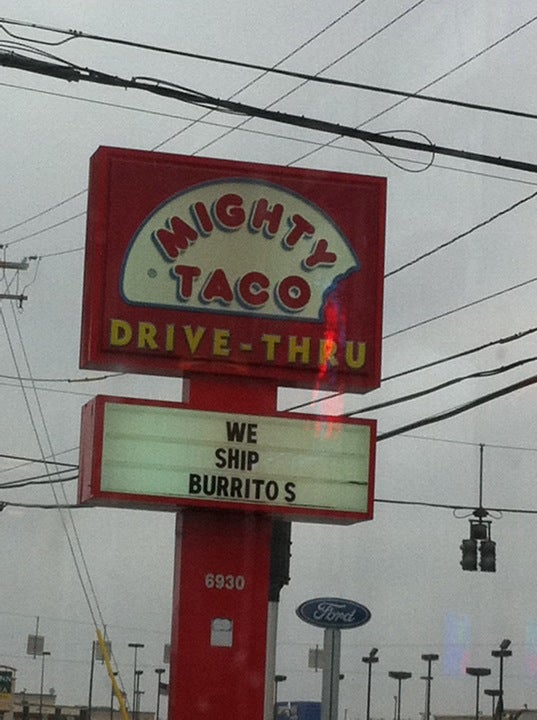 MIGHTY
TACO
DRIVE-THRU
WE
SHIP
BURRITOS
6930
Ford